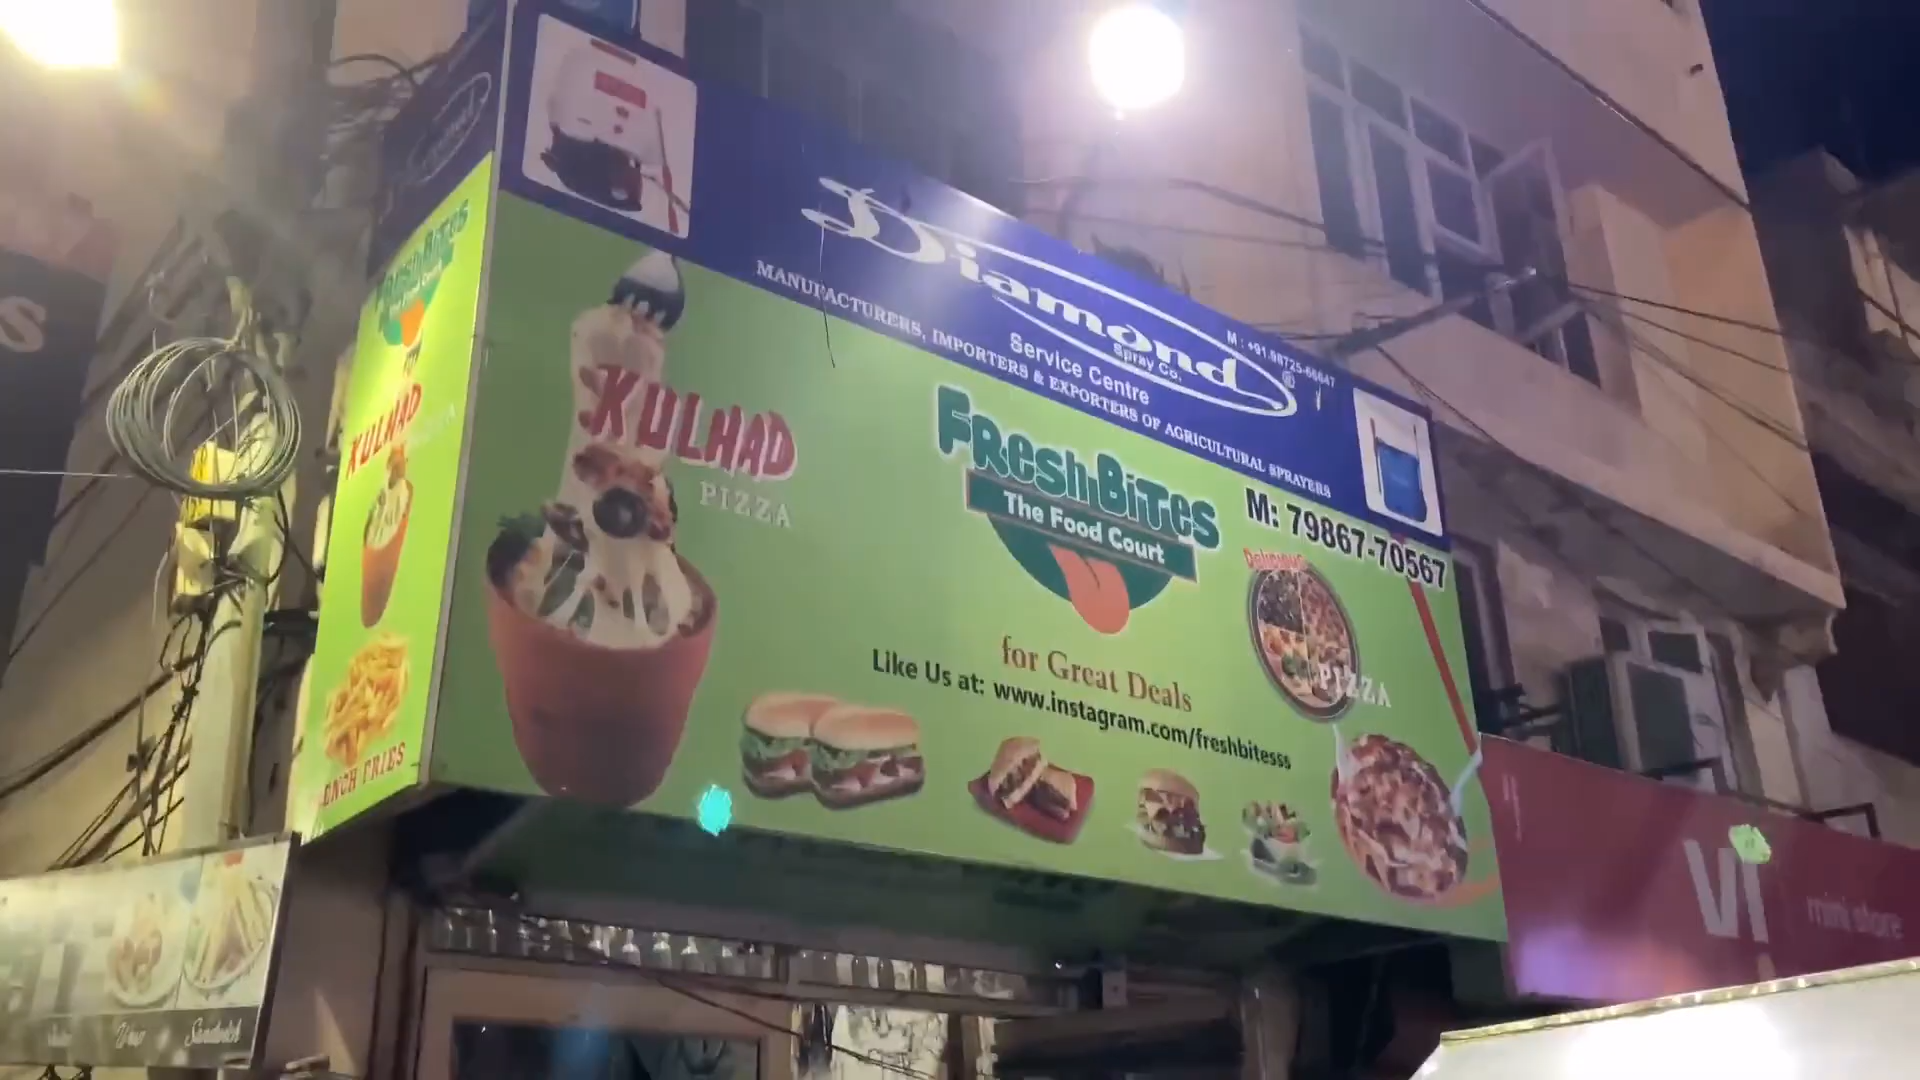 Diamond
Spray Co.
®
M : +91-98725-66647
Service Centre
MANUFACTURERS, IMPORTERS & EXPORTERS OF AGRICULTURAL SPRAYERS
FreshBites
KULHAD
FRENCH FRIES
KULHAD
PIZZA
FreshBites
The Food Court
M: 79867-70567
Delicious
PIZZA
for Great Deals
Like Us at: www.instagram.com/freshbitesss
VI
mini store
Sandwich